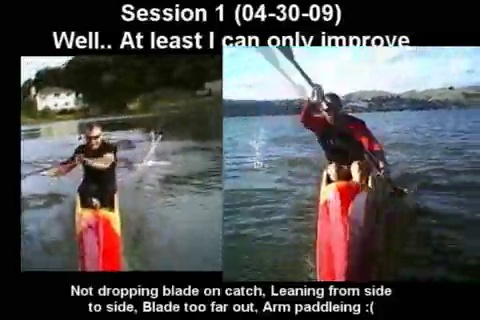 Session 1 (04-30-09)
Well.. At least I can only improve
Not dropping blade on catch, Leaning from side
to side, Blade too far out, Arm paddleing :(